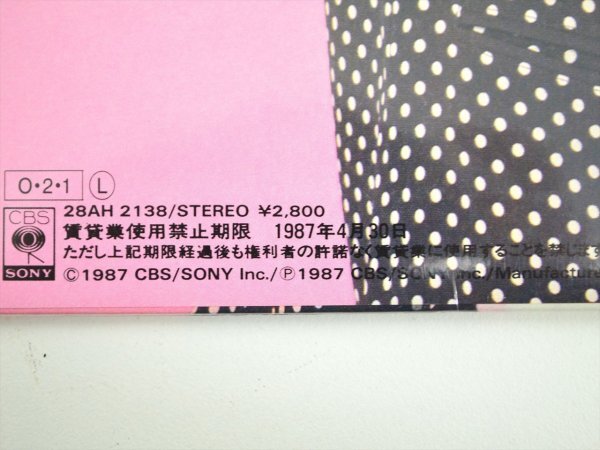 O・2・1 Ⓛ
CBS
SONY
28AH 2138/STEREO ¥2,800
賃貸業使用禁止期限 1987年4月30日
ただし上記期限経過後も権利者の許諾なく賃貸業に使用することを禁じます
©1987 CBS/SONY Inc./Ⓟ1987 CBS/SONY Inc./Manufacture